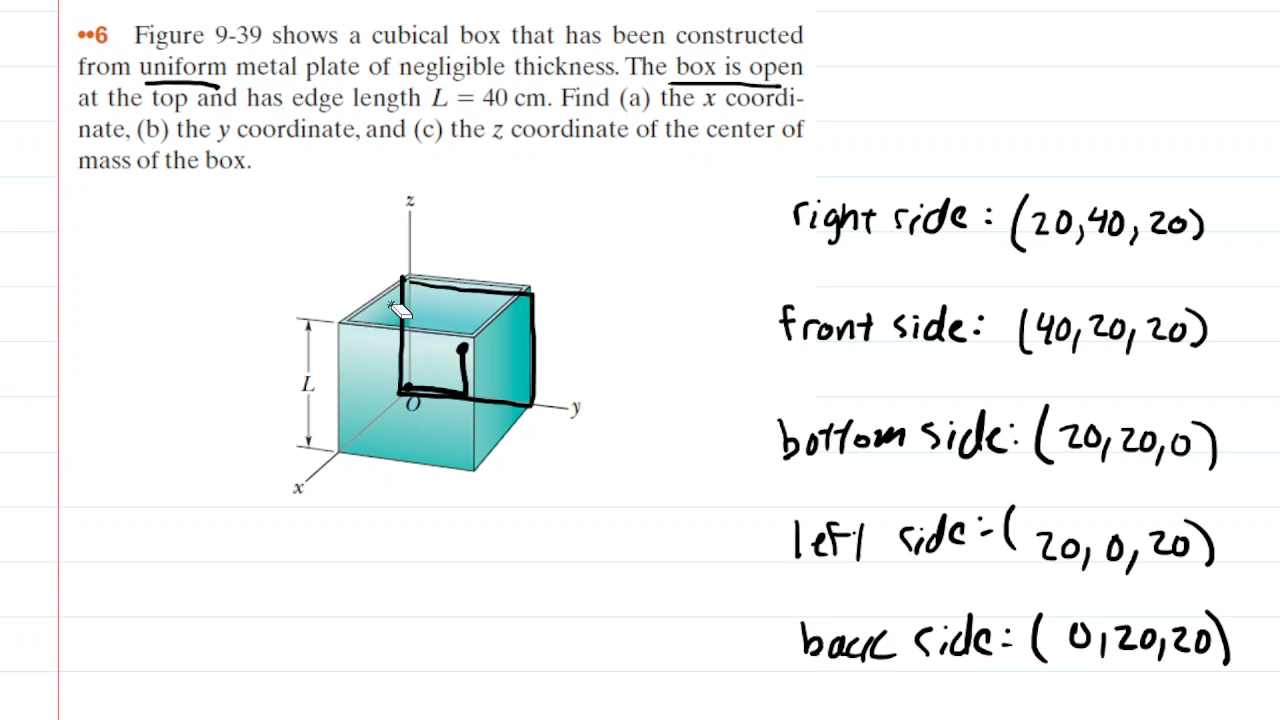 ••6 Figure 9-39 shows a cubical box that has been constructed
from uniform metal plate of negligible thickness. The box is open
at the top and has edge length L = 40 cm. Find (a) the x coordi-
nate, (b) the y coordinate, and (c) the z coordinate of the center of
mass of the box.
z
right side: (20,40,20)
front side: (40,20,20)
L
O
y
bottom side: (20,20,0)
x
left side:-( 20, 0, 20)
back side: ( 0,20,20)